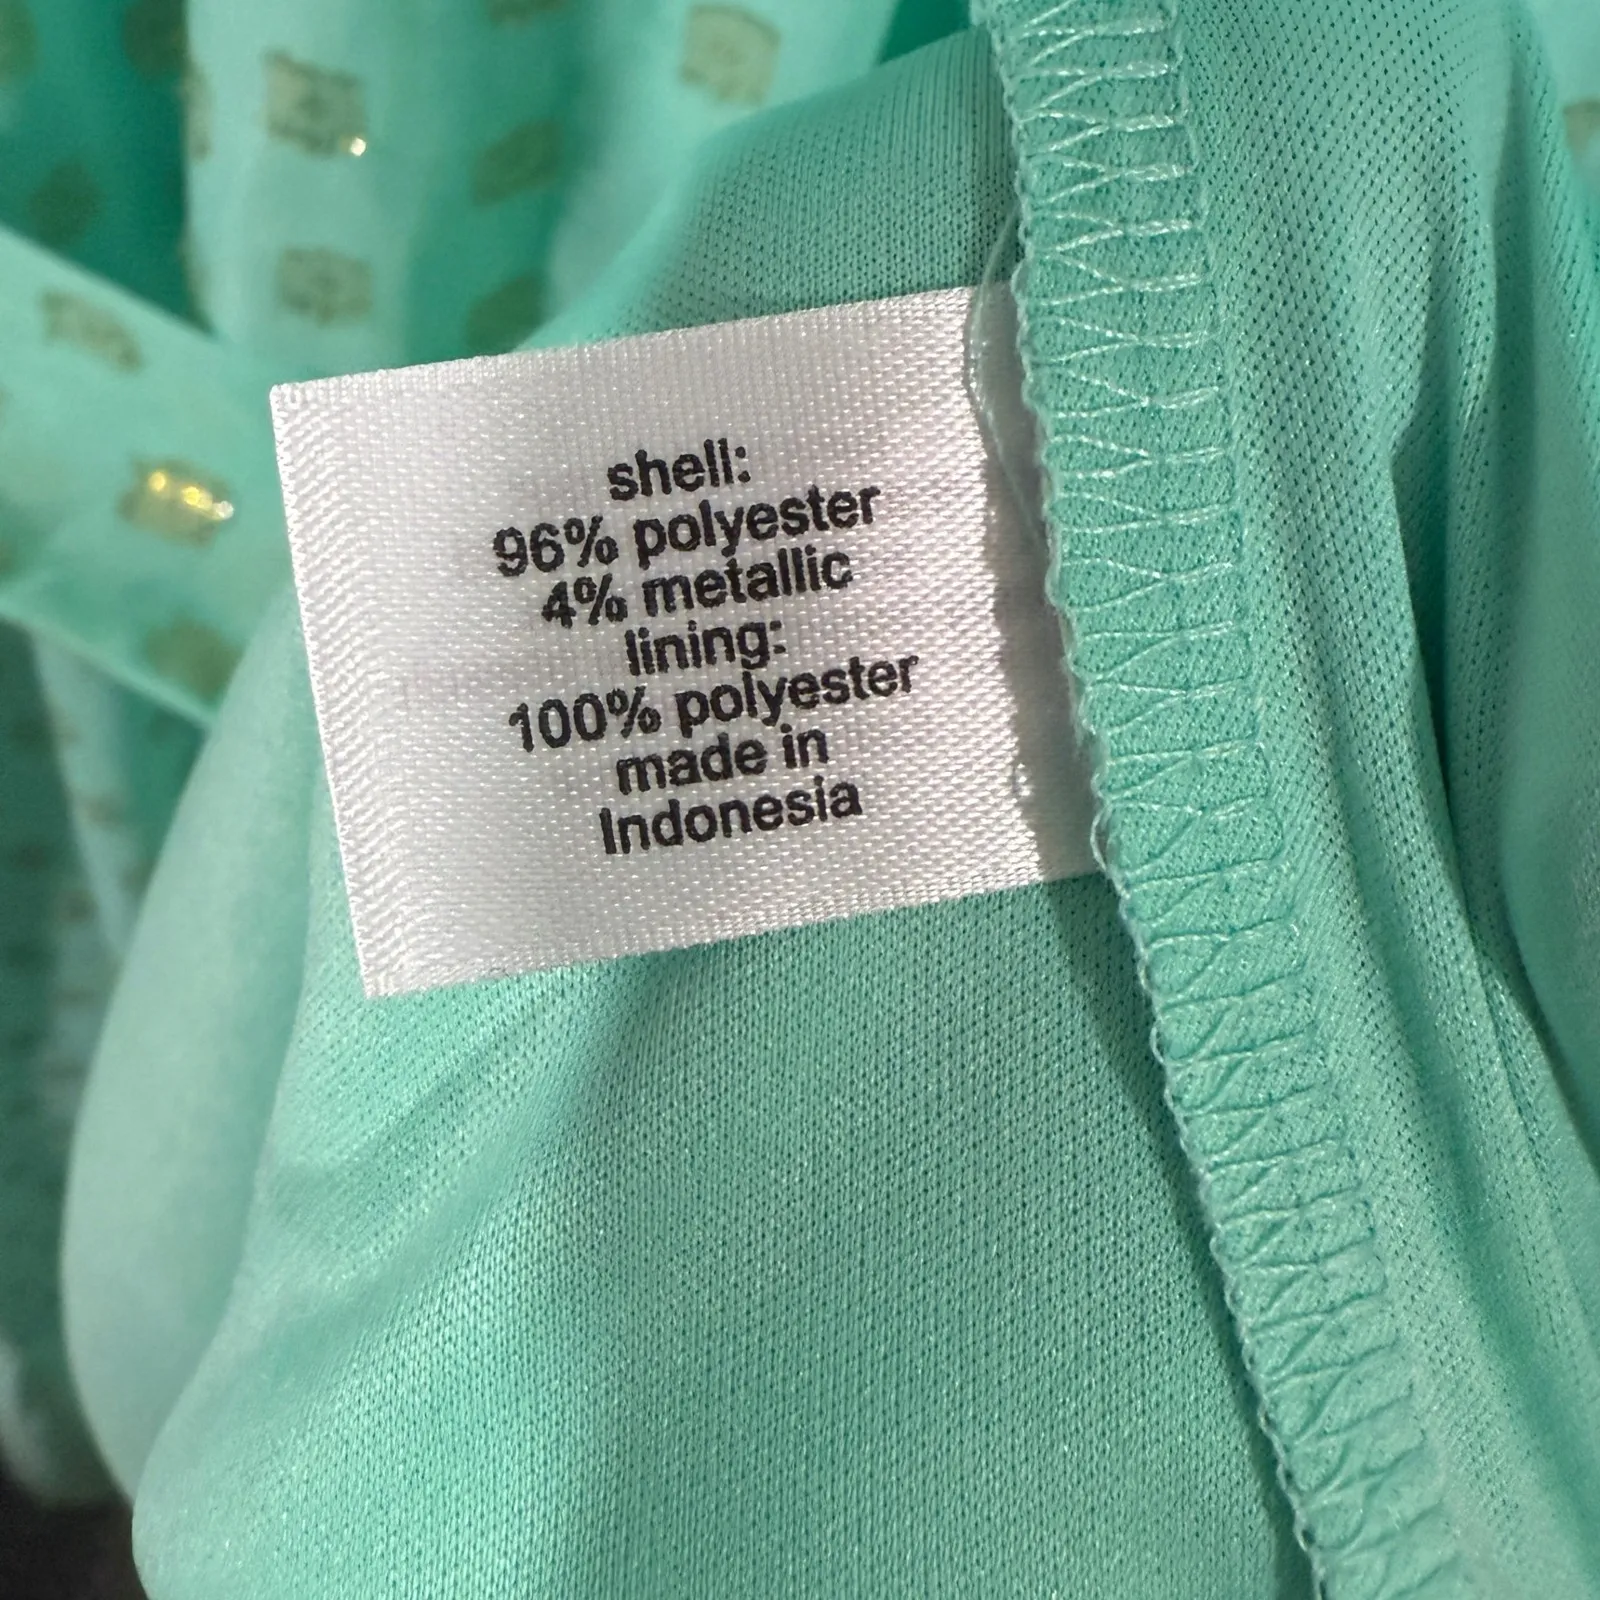 shell:
96% polyester
4% metallic
lining:
100% polyester
made in
Indonesia